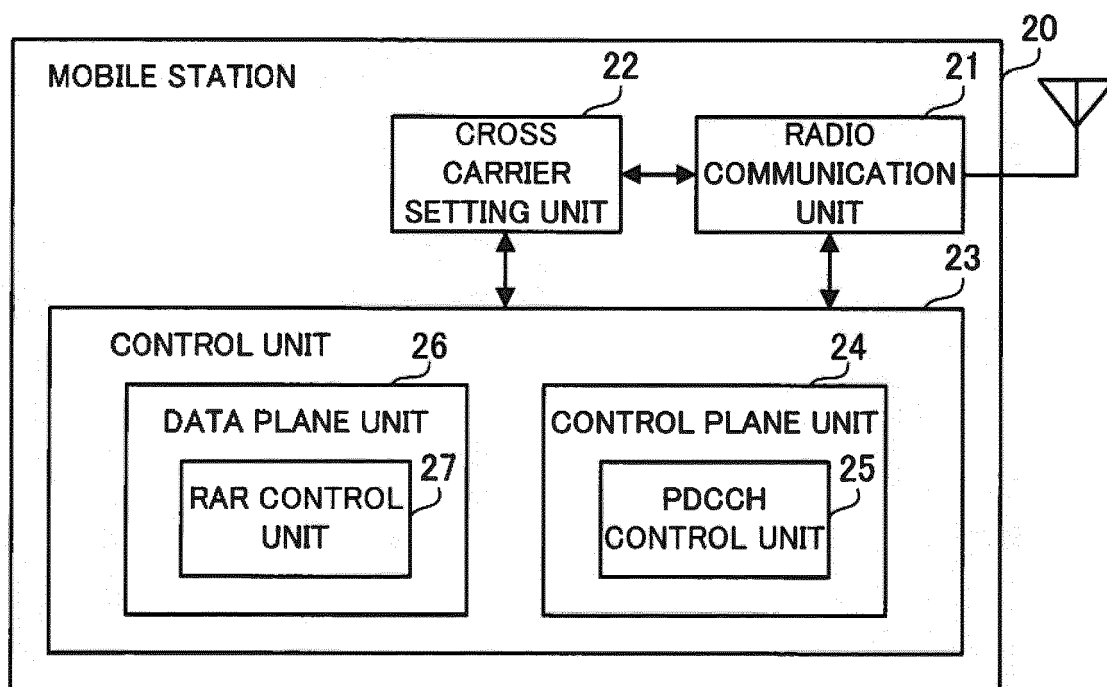 20
MOBILE STATION
22
21
CROSS
CARRIER
SETTING UNIT
RADIO
COMMUNICATION
UNIT
23
CONTROL UNIT
26
24
DATA PLANE UNIT
CONTROL PLANE UNIT
27
25
RAR CONTROL
UNIT
PDCCH
CONTROL UNIT